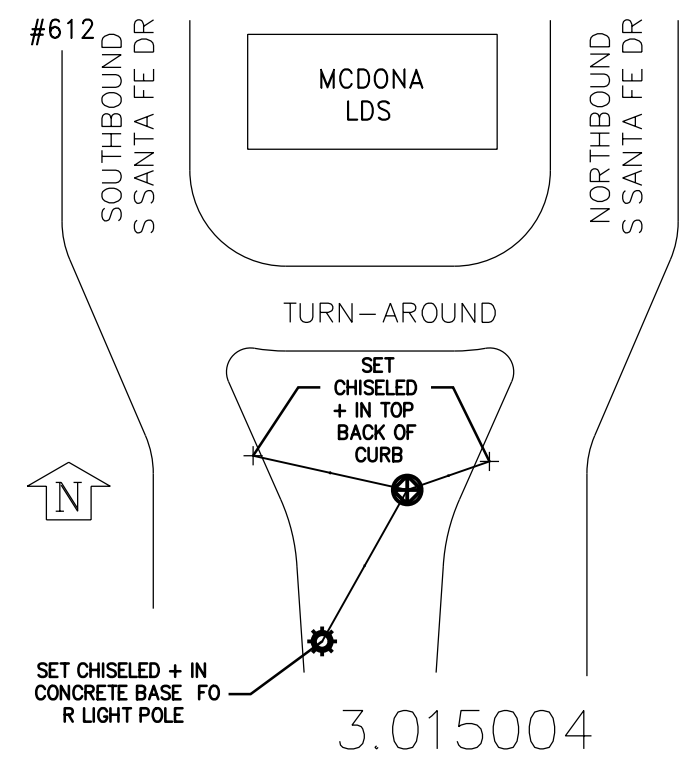 #612
SOUTHBOUND
S SANTA FE DR
MCDONA
LDS
NORTHBOUND
S SANTA FE DR
TURN-AROUND
SET
CHISELED
+ IN TOP
BACK OF
CURB
N
SET CHISELED + IN
CONCRETE BASE FO
R LIGHT POLE
3.015004